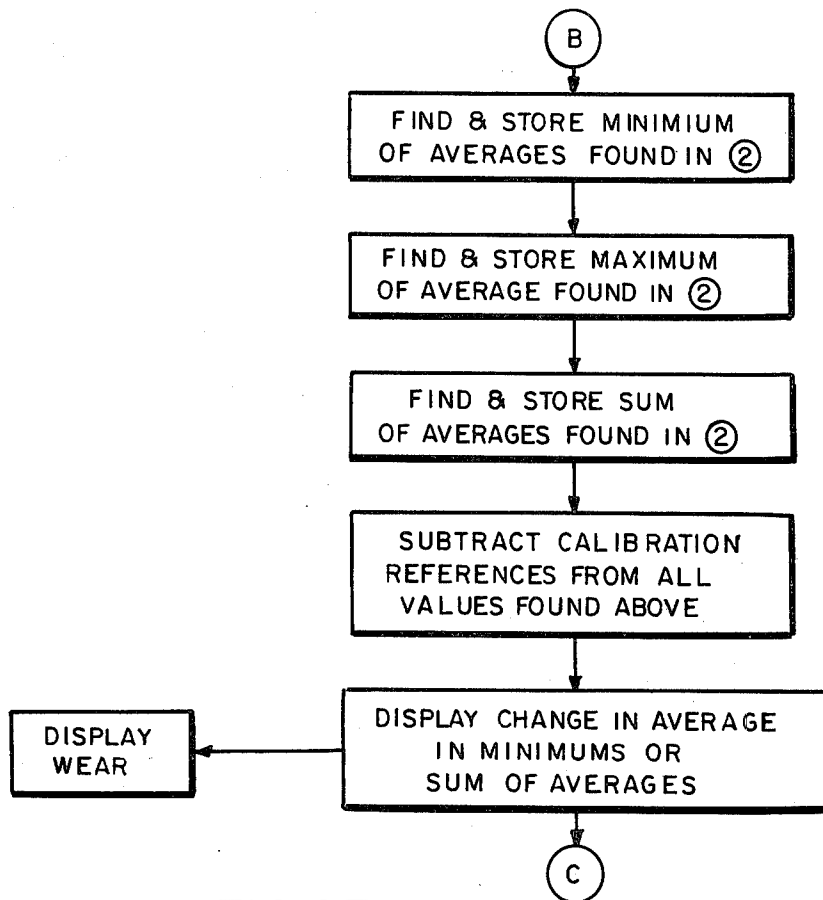 B
FIND & STORE MINIMIUM
OF AVERAGES FOUND IN ②
FIND & STORE MAXIMUM
OF AVERAGE FOUND IN ②
FIND & STORE SUM
OF AVERAGES FOUND IN ②
SUBTRACT CALIBRATION
REFERENCES FROM ALL
VALUES FOUND ABOVE
DISPLAY CHANGE IN AVERAGE
IN MINIMUMS OR
SUM OF AVERAGES
DISPLAY
WEAR
C